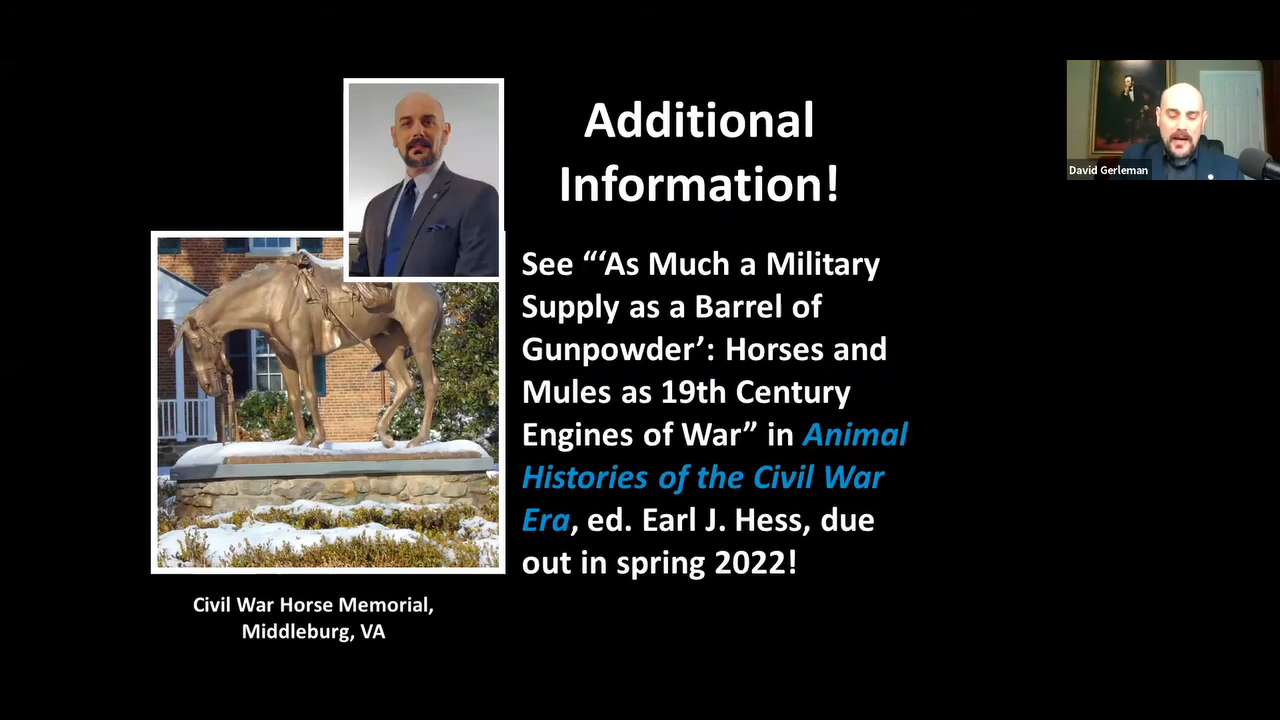 Additional
Information!
See “‘As Much a Military
Supply as a Barrel of
Gunpowder’: Horses and
Mules as 19th Century
Engines of War” in Animal
Histories of the Civil War
Era, ed. Earl J. Hess, due
out in spring 2022!
Civil War Horse Memorial,
Middleburg, VA
David Gerleman